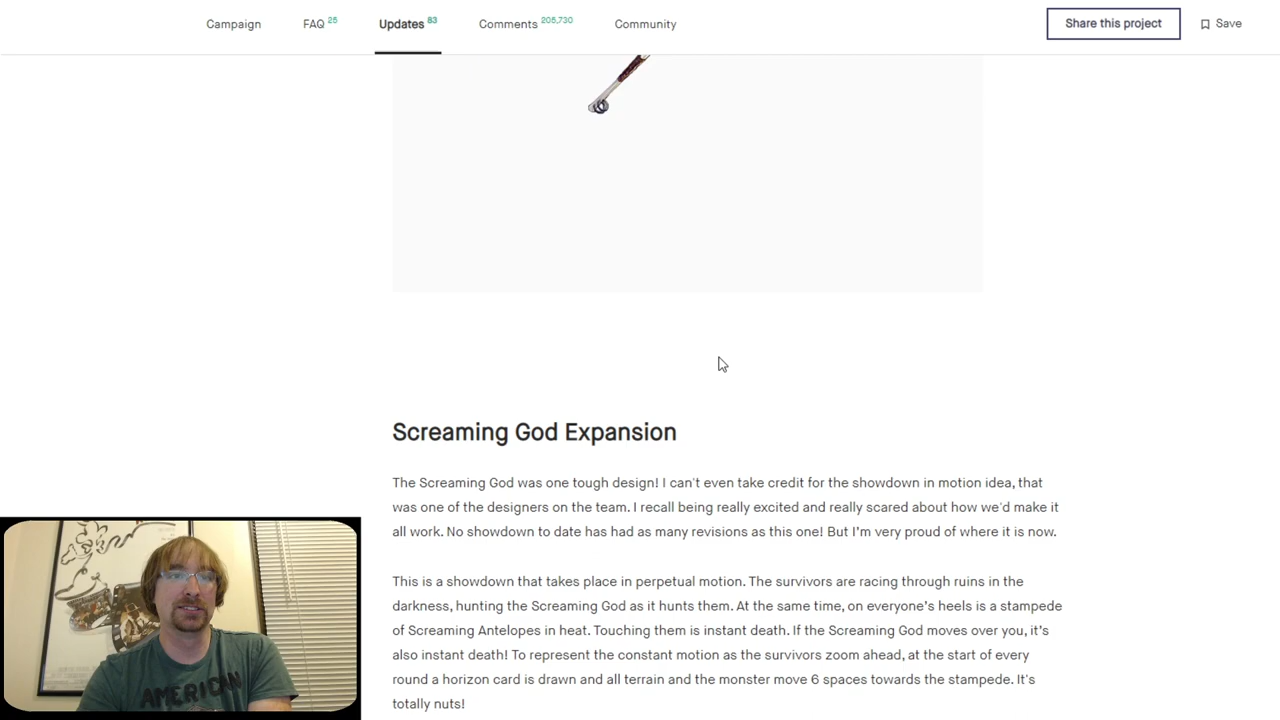 Campaign FAQ 25 Updates 83 Comments 205,730 Community Share this project Save
Screaming God Expansion
The Screaming God was one tough design! I can't even take credit for the showdown in motion idea, that
was one of the designers on the team. I recall being really excited and really scared about how we'd make it
all work. No showdown to date has had as many revisions as this one! But I'm very proud of where it is now.
This is a showdown that takes place in perpetual motion. The survivors are racing through ruins in the
darkness, hunting the Screaming God as it hunts them. At the same time, on everyone's heels is a stampede
of Screaming Antelopes in heat. Touching them is instant death. If the Screaming God moves over you, it's
also instant death! To represent the constant motion as the survivors zoom ahead, at the start of every
round a horizon card is drawn and all terrain and the monster move 6 spaces towards the stampede. It's
totally nuts!
AMERICAN